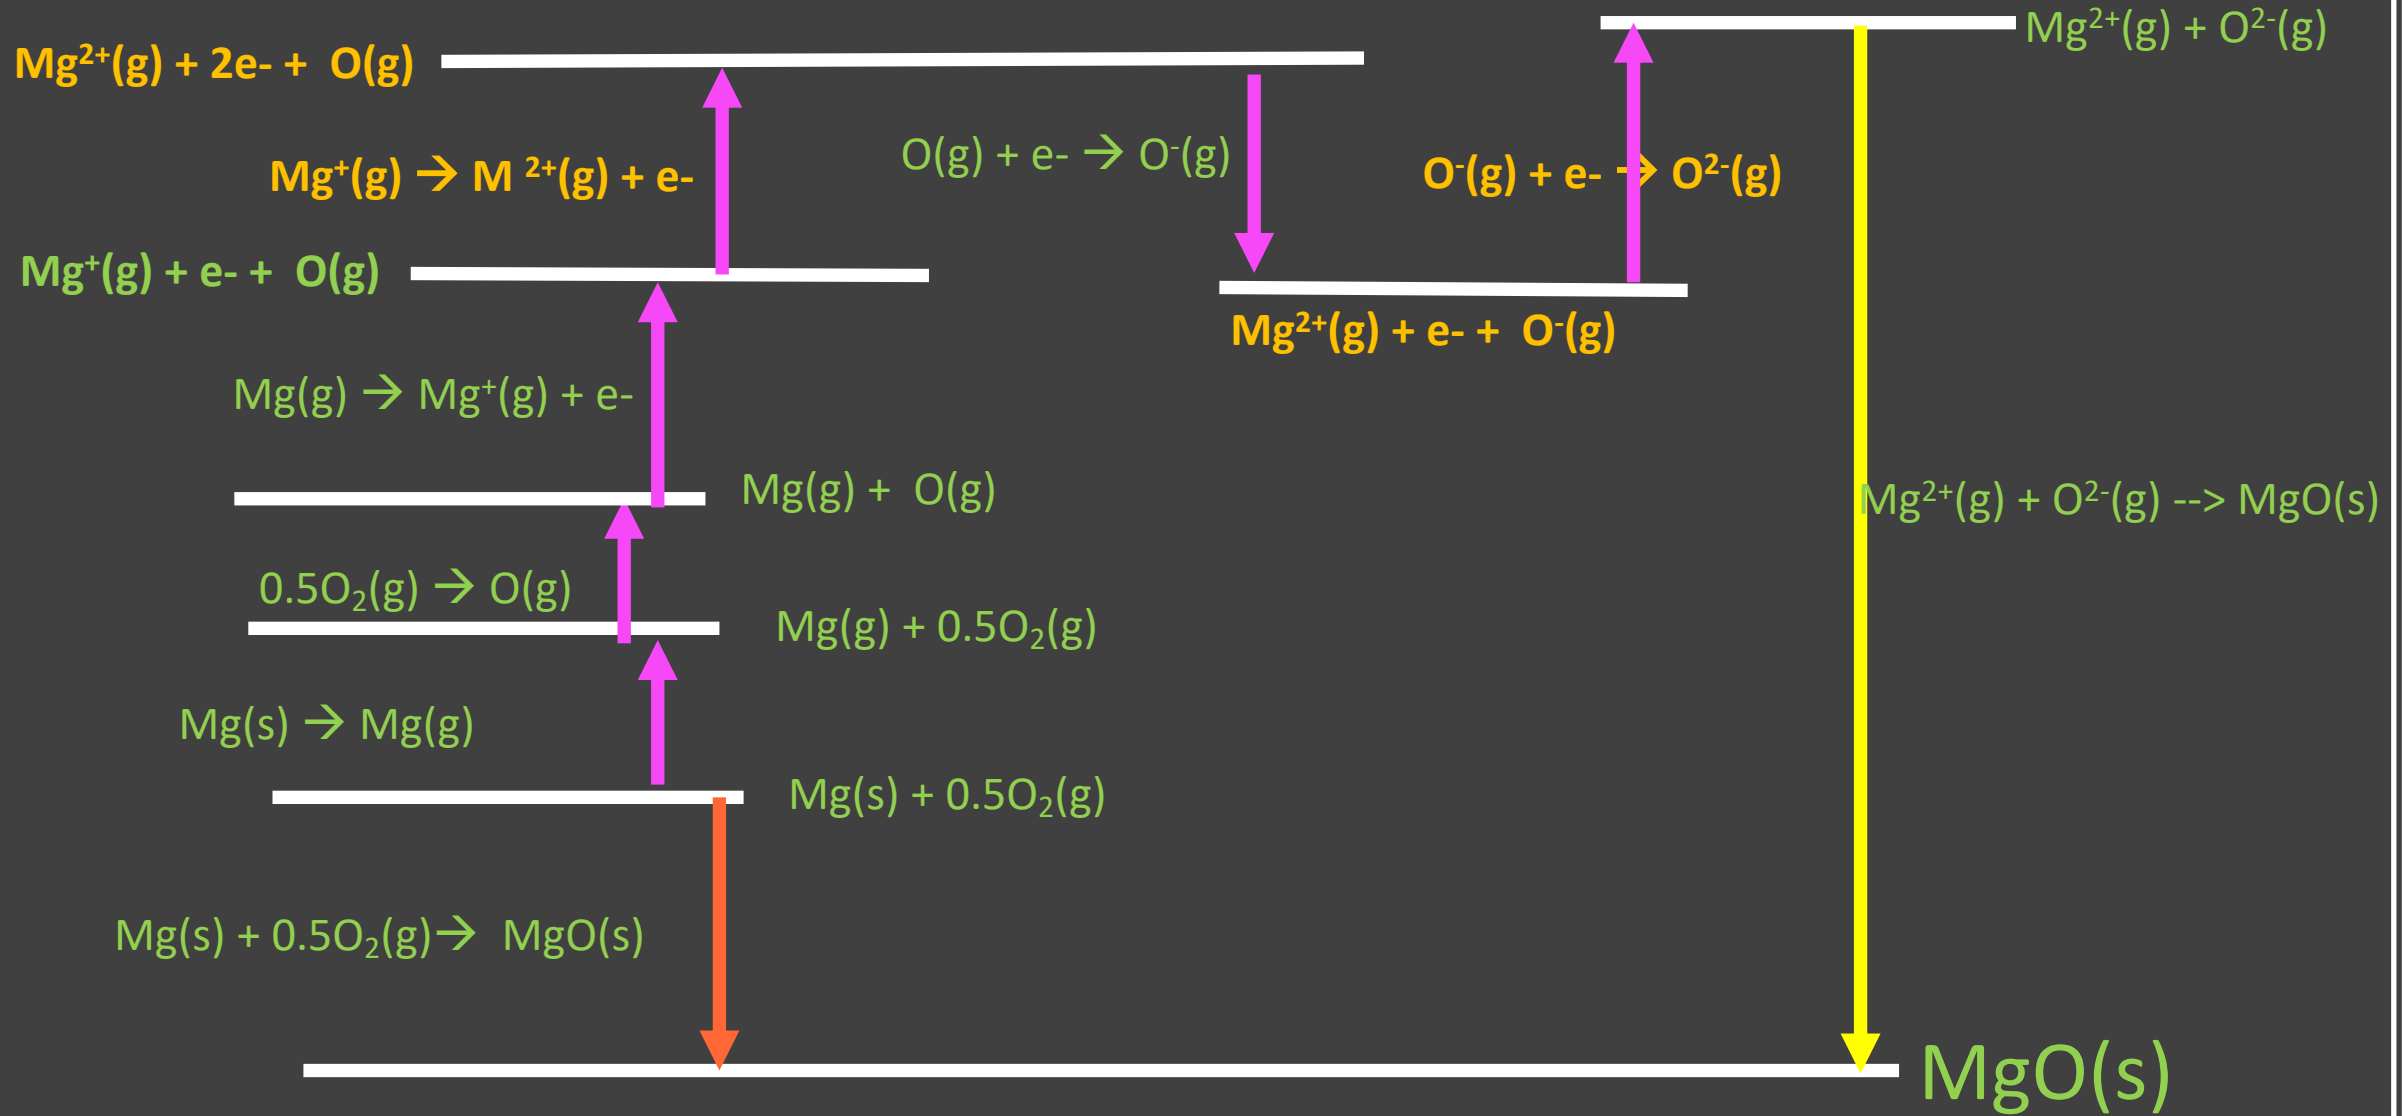 Mg²⁺(g) + O²⁻(g)
Mg²⁺(g) + 2e- + O(g)
O(g) + e- → O⁻(g)
Mg⁺(g) → M ²⁺(g) + e-
O⁻(g) + e- → O²⁻(g)
Mg⁺(g) + e- + O(g)
Mg²⁺(g) + e- + O⁻(g)
Mg(g) → Mg⁺(g) + e-
Mg(g) + O(g)
Mg²⁺(g) + O²⁻(g) --> MgO(s)
0.5O₂(g) → O(g)
Mg(g) + 0.5O₂(g)
Mg(s) → Mg(g)
Mg(s) + 0.5O₂(g)
Mg(s) + 0.5O₂(g)→ MgO(s)
MgO(s)